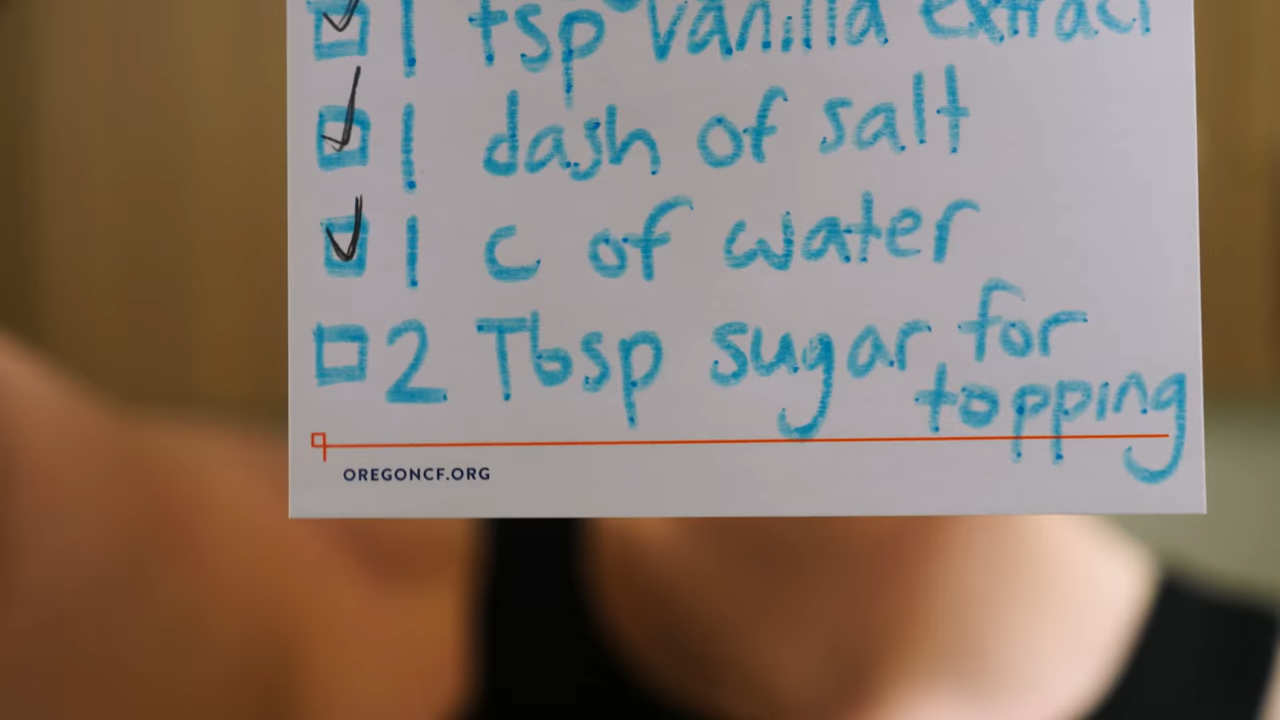 1 tsp vanilla extract
1 dash of salt
1 c of water
2 Tbsp sugar for
topping
OREGONCF.ORG